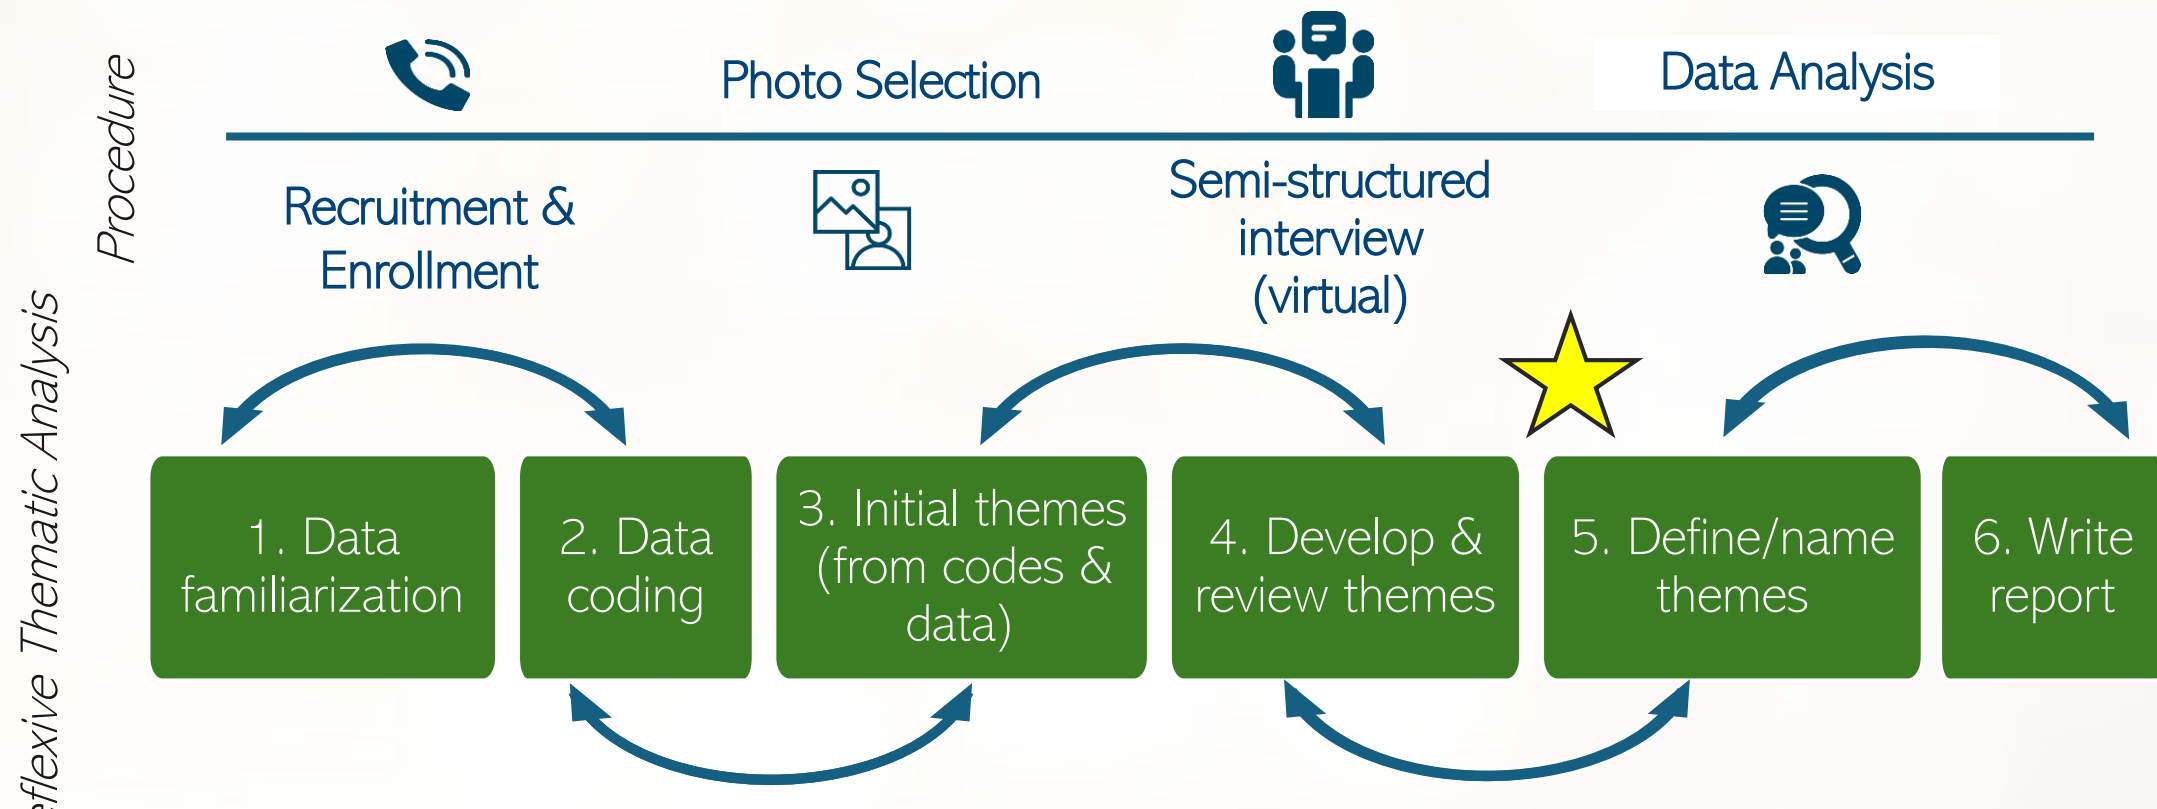 Procedure
Photo Selection
Data Analysis
Recruitment &
Enrollment
Semi-structured
interview
(virtual)
eflexive Thematic Analysis
1. Data
familiarization
2. Data
coding
3. Initial themes
(from codes &
data)
4. Develop &
review themes
5. Define/name
themes
6. Write
report